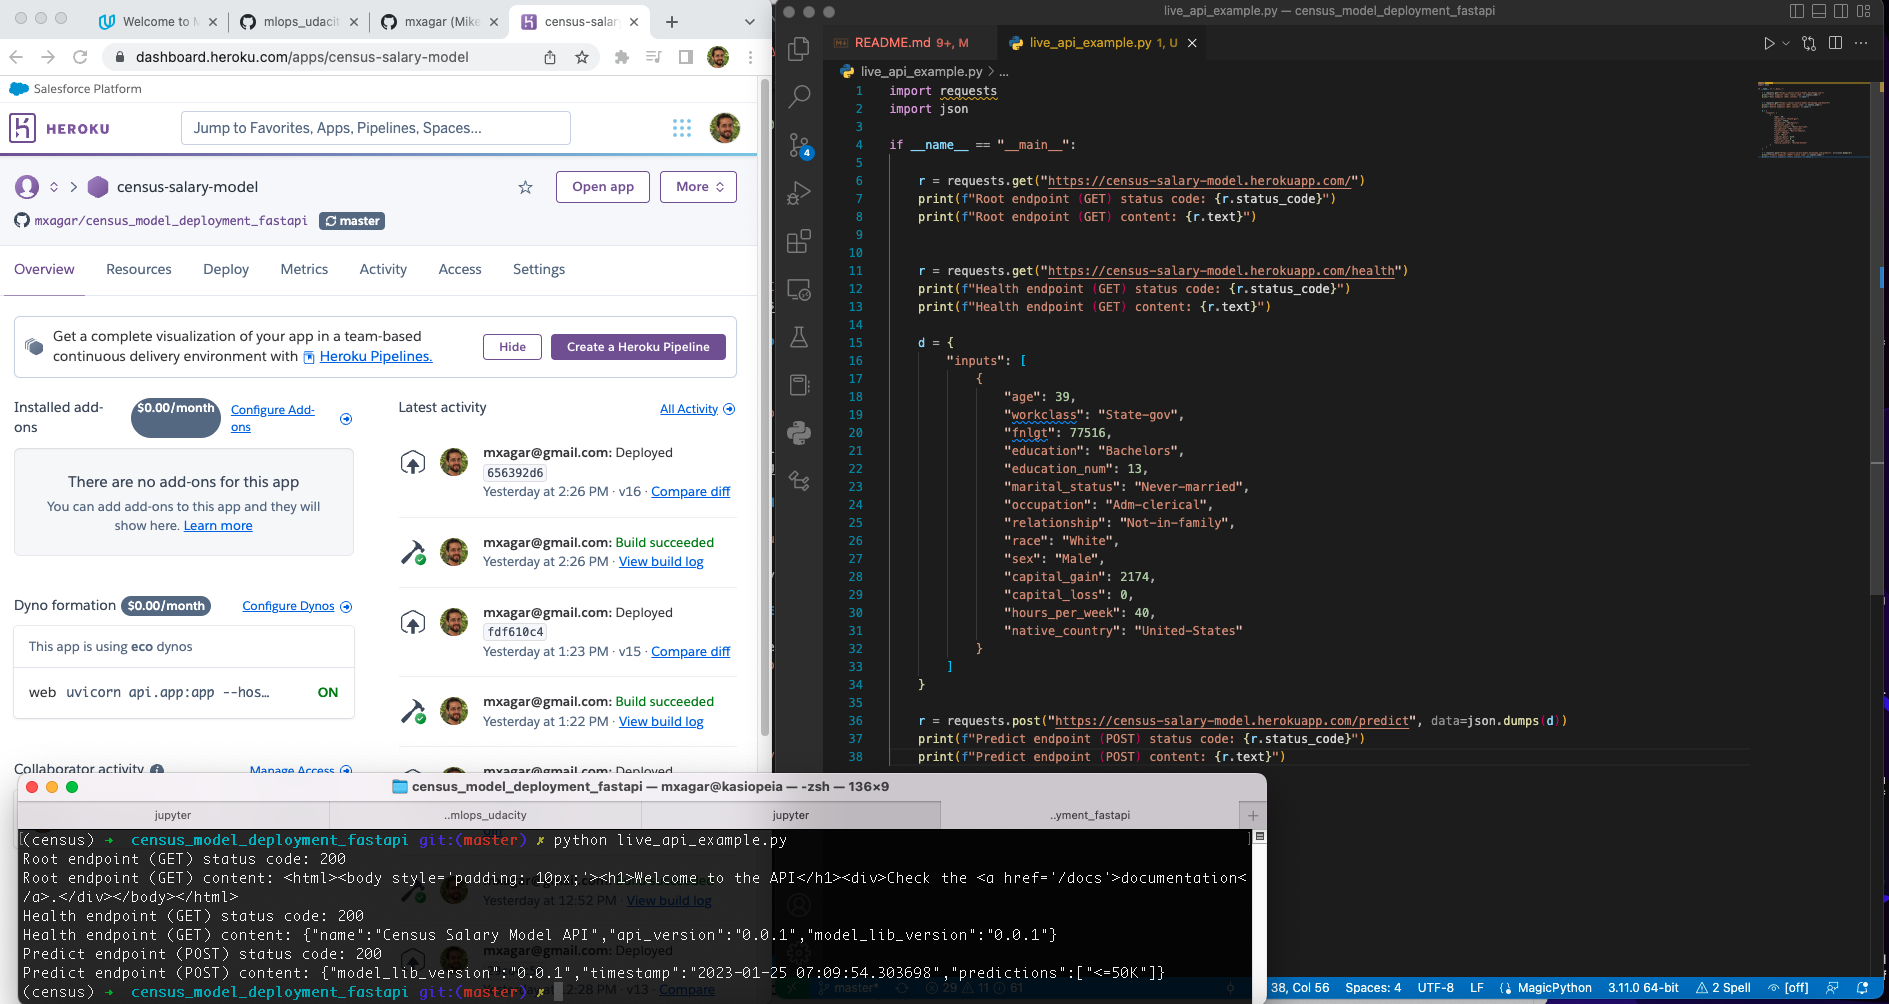 Welcome to M
mlops_udacit
mxagar (Mike
census-salar
dashboard.heroku.com/apps/census-salary-model
Salesforce Platform
HEROKU
Jump to Favorites, Apps, Pipelines, Spaces...
census-salary-model
Open app
More
mxagar/census_model_deployment_fastapi
master
Overview
Resources
Deploy
Metrics
Activity
Access
Settings
Get a complete visualization of your app in a team-based
continuous delivery environment with Heroku Pipelines.
Hide
Create a Heroku Pipeline
Installed add-
ons
$0.00/month
Configure Add-
ons
There are no add-ons for this app
You can add add-ons to this app and they will
show here. Learn more
Dyno formation $0.00/month
Configure Dynos
This app is using eco dynos
web uvicorn api.app:app --hos…
ON
Collaborator activity
Manage Access
Latest activity
All Activity
mxagar@gmail.com: Deployed
656392d6
Yesterday at 2:26 PM · v16 · Compare diff
mxagar@gmail.com: Build succeeded
Yesterday at 2:26 PM · View build log
mxagar@gmail.com: Deployed
fdf610c4
Yesterday at 1:23 PM · v15 · Compare diff
mxagar@gmail.com: Build succeeded
Yesterday at 1:22 PM · View build log
mxagar@gmail.com: Deployed
live_api_example.py — census_model_deployment_fastapi
README.md 9+, M
live_api_example.py 1, U
live_api_example.py > ...
4
1 import requests
2 import json
3
4 if __name__ == "__main__":
5
6 r = requests.get("https://census-salary-model.herokuapp.com/")
7 print(f"Root endpoint (GET) status code: {r.status_code}")
8 print(f"Root endpoint (GET) content: {r.text}")
9
10
11 r = requests.get("https://census-salary-model.herokuapp.com/health")
12 print(f"Health endpoint (GET) status code: {r.status_code}")
13 print(f"Health endpoint (GET) content: {r.text}")
14
15 d = {
16 "inputs": [
17 {
18 "age": 39,
19 "workclass": "State-gov",
20 "fnlgt": 77516,
21 "education": "Bachelors",
22 "education_num": 13,
23 "marital_status": "Never-married",
24 "occupation": "Adm-clerical",
25 "relationship": "Not-in-family",
26 "race": "White",
27 "sex": "Male",
28 "capital_gain": 2174,
29 "capital_loss": 0,
30 "hours_per_week": 40,
31 "native_country": "United-States"
32 }
33 ]
34 }
35
36 r = requests.post("https://census-salary-model.herokuapp.com/predict", data=json.dumps(d))
37 print(f"Predict endpoint (POST) status code: {r.status_code}")
38 print(f"Predict endpoint (POST) content: {r.text}")
census_model_deployment_fastapi — mxagar@kasiopeia — -zsh — 136×9
jupyter
..mlops_udacity
jupyter
..yment_fastapi
(census) ➜ census_model_deployment_fastapi git:(master) ✗ python live_api_example.py
Root endpoint (GET) status code: 200
Root endpoint (GET) content: <html><body style='padding: 10px;'><h1>Welcome to the API</h1><div>Check the <a href='/docs'>documentation<
/a>.</div></body></html>
Health endpoint (GET) status code: 200
Health endpoint (GET) content: {"name":"Census Salary Model API","api_version":"0.0.1","model_lib_version":"0.0.1"}
Predict endpoint (POST) status code: 200
Predict endpoint (POST) content: {"model_lib_version":"0.0.1","timestamp":"2023-01-25 07:09:54.303698","predictions":["<=50K"]}
(census) ➜ census_model_deployment_fastapi git:(master) ✗
12:52 PM · View build log
2:28 PM · v13 · Compare
master*
29
11
61
38, Col 56
Spaces: 4
UTF-8
LF
MagicPython
3.11.0 64-bit
2 Spell
[off]